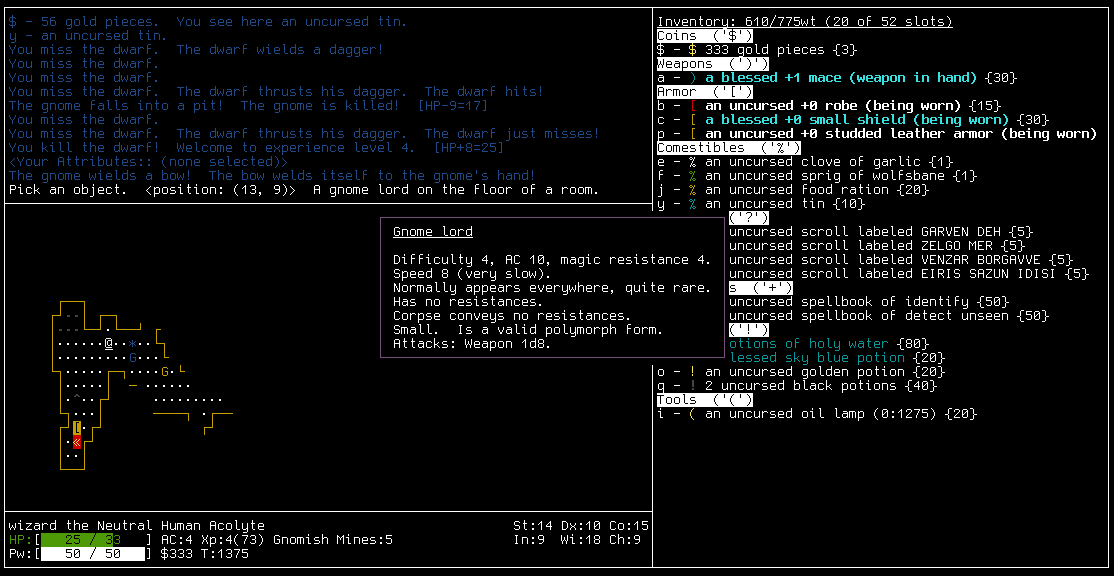 $ - 56 gold pieces.  You see here an uncursed tin.
y - an uncursed tin.
You miss the dwarf.  The dwarf wields a dagger!
You miss the dwarf.
You miss the dwarf.
You miss the dwarf.  The dwarf thrusts his dagger.  The dwarf hits!
The gnome falls into a pit!  The gnome is killed!  [HP-9=17]
You miss the dwarf.
You miss the dwarf.  The dwarf thrusts his dagger.  The dwarf just misses!
You kill the dwarf!  Welcome to experience level 4.  [HP+8=25]
<Your Attributes:: (none selected)>
The gnome wields a bow!  The bow welds itself to the gnome's hand!
Pick an object.  <position: (13, 9)>  A gnome lord on the floor of a room.
Inventory: 610/775wt (20 of 52 slots)
Coins  ('$')
$ - $ 333 gold pieces {3}
Weapons  (')')
a - ) a blessed +1 mace (weapon in hand) {30}
Armor  ('[')
b - [ an uncursed +0 robe (being worn) {15}
c - [ a blessed +0 small shield (being worn) {30}
p - [ an uncursed +0 studded leather armor (being worn)
Comestibles ('%')
e - % an uncursed clove of garlic {1}
f - % an uncursed sprig of wolfsbane {1}
j - % an uncursed food ration {20}
y - % an uncursed tin {10}
('?')
uncursed scroll labeled GARVEN DEH {5}
uncursed scroll labeled ZELGO MER {5}
uncursed scroll labeled VENZAR BORGAVVE {5}
uncursed scroll labeled EIRIS SAZUN IDISI {5}
s  ('+')
uncursed spellbook of identify {50}
uncursed spellbook of detect unseen {50}
('!')
otions of holy water {80}
lessed sky blue potion {20}
o - ! an uncursed golden potion {20}
q - ! 2 uncursed black potions {40}
Tools  ('(')
i - ( an uncursed oil lamp (0:1275) {20}
Gnome lord
Difficulty 4, AC 10, magic resistance 4.
Speed 8 (very slow).
Normally appears everywhere, quite rare.
Has no resistances.
Corpse conveys no resistances.
Small.  Is a valid polymorph form.
Attacks: Weapon 1d8.
wizard the Neutral Human Acolyte
St:14 Dx:10 Co:15
HP:[   25 / 33   ] AC:4 Xp:4(73) Gnomish Mines:5
In:9  Wi:18 Ch:9
Pw:[   50 / 50   ] $333 T:1375